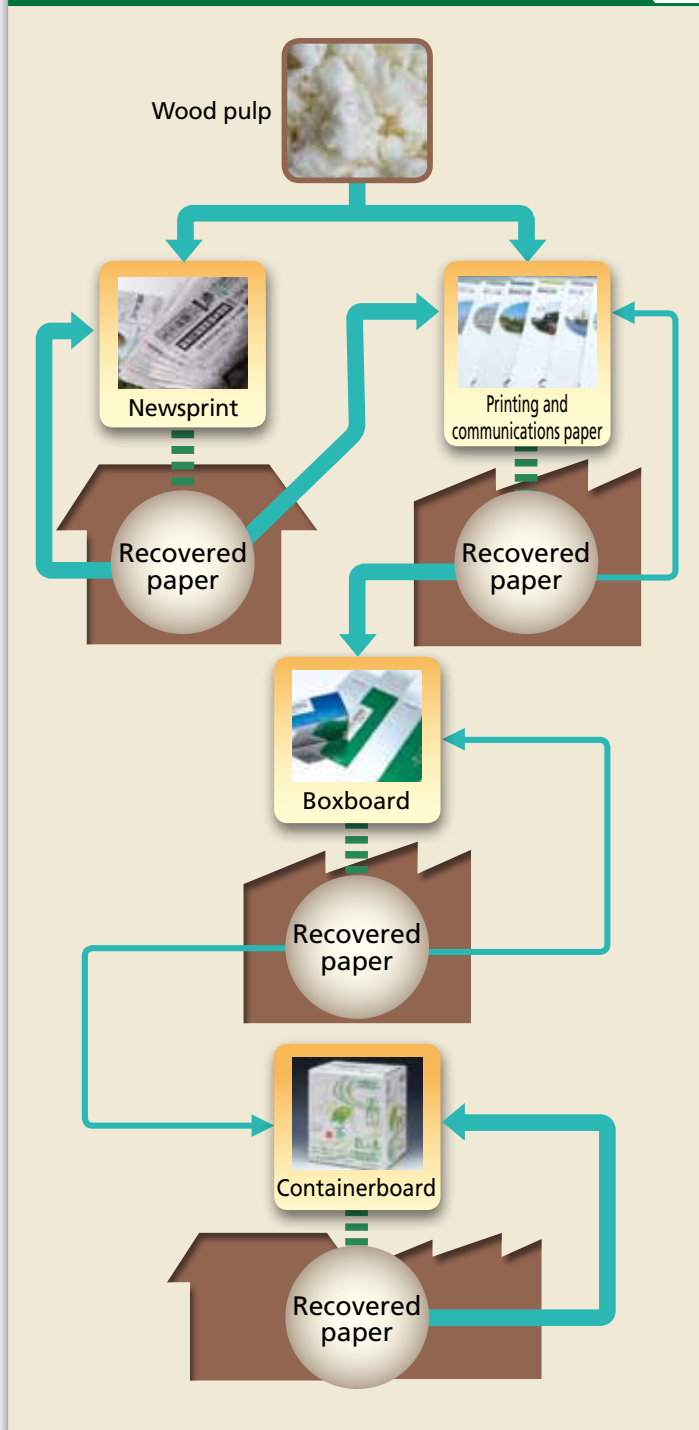 Wood pulp
Newsprint
Printing and
communications paper
Recovered
paper
Recovered
paper
Boxboard
Recovered
paper
Containerboard
Recovered
paper